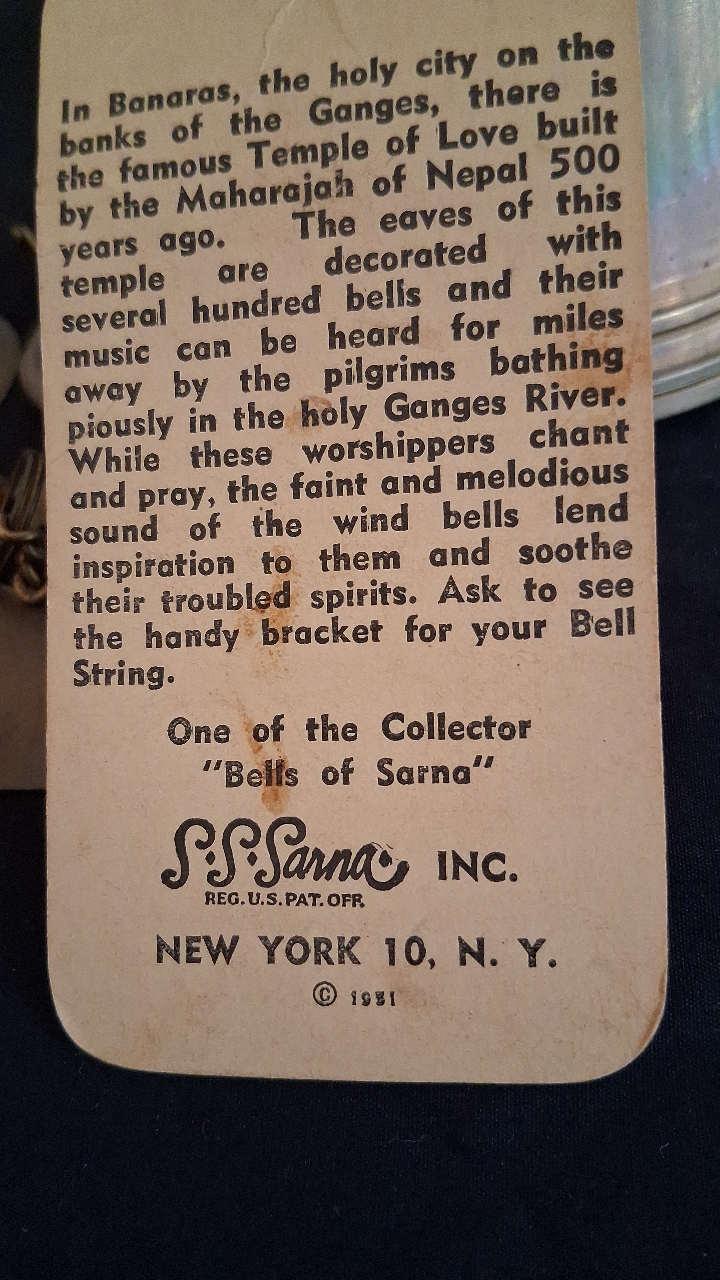 In Banaras, the holy city on the
banks of the Ganges, there is
the famous Temple of Love built
by the Maharajah of Nepal 500
years ago. The eaves of this
temple are decorated with
several hundred bells and their
music can be heard for miles
away by the pilgrims bathing
piously in the holy Ganges River.
While these worshippers chant
and pray, the faint and melodious
sound of the wind bells lend
inspiration to them and soothe
their troubled spirits. Ask to see
the handy bracket for your Bell
String.
One of the Collector
"Bells of Sarna"
S.S. Sarna INC.
REG. U.S. PAT. OFF.
NEW YORK 10, N. Y.
© 1951